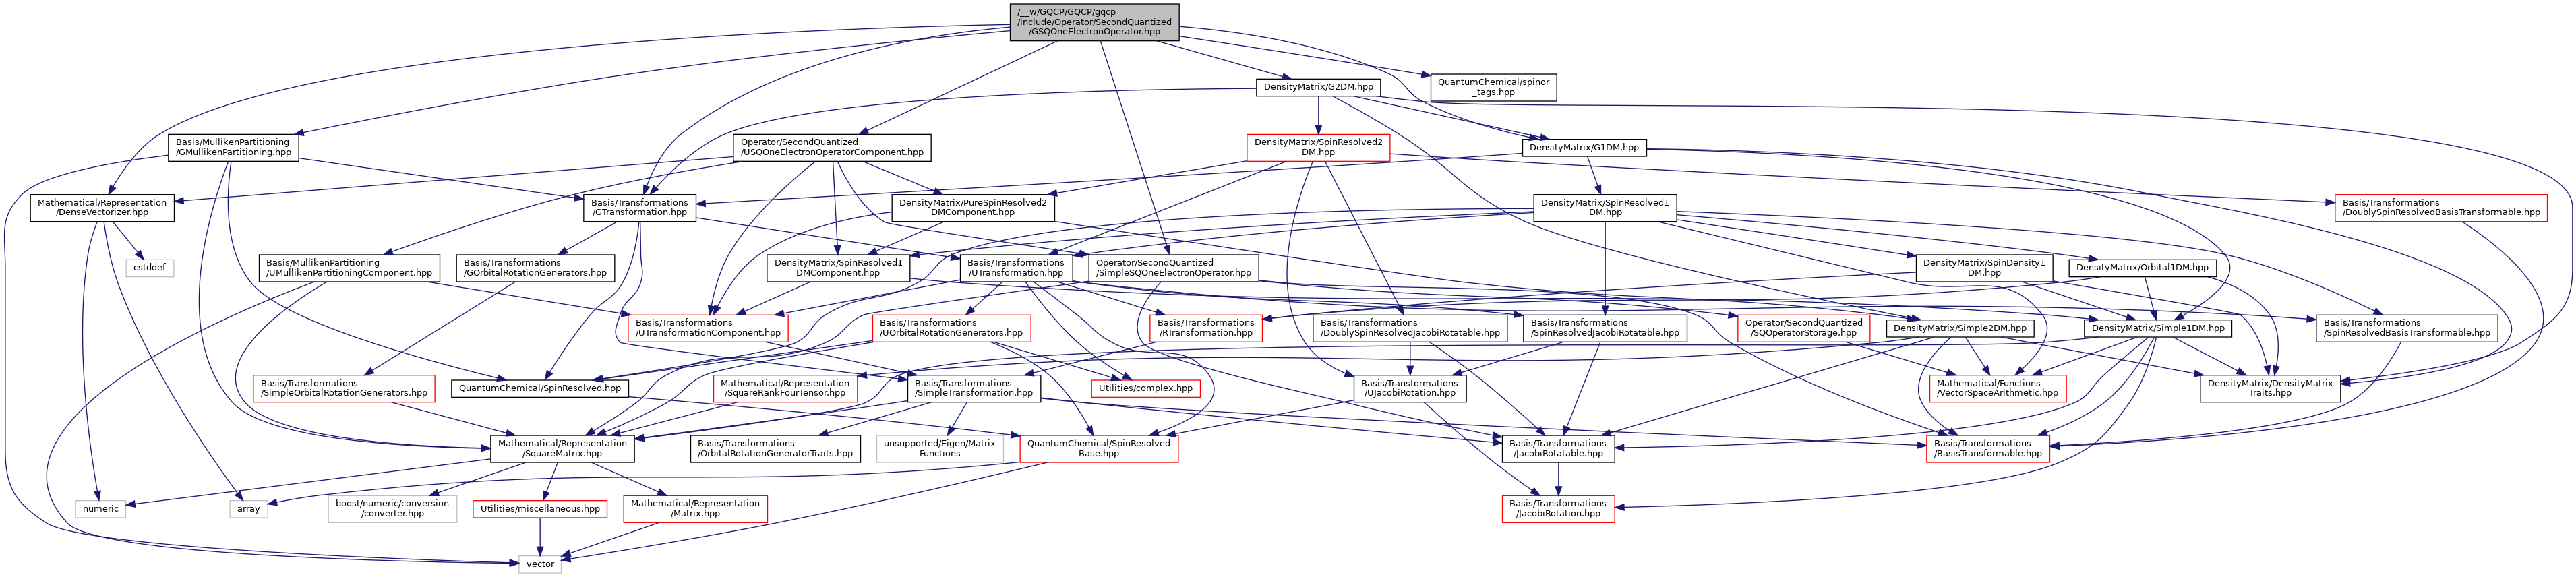 /__w/GQCP/GQCP/gqcp
/include/Operator/SecondQuantized
/GSQOneElectronOperator.hpp
DensityMatrix/G2DM.hpp
QuantumChemical/spinor
_tags.hpp
Basis/MullikenPartitioning
/GMullikenPartitioning.hpp
Operator/SecondQuantized
/USQOneElectronOperatorComponent.hpp
DensityMatrix/SpinResolved2
DM.hpp
DensityMatrix/G1DM.hpp
Mathematical/Representation
/DenseVectorizer.hpp
Basis/Transformations
/GTransformation.hpp
DensityMatrix/PureSpinResolved2
DMComponent.hpp
DensityMatrix/SpinResolved1
DM.hpp
Basis/Transformations
/DoublySpinResolvedBasisTransformable.hpp
cstddef
Basis/MullikenPartitioning
/UMullikenPartitioningComponent.hpp
Basis/Transformations
/GOrbitalRotationGenerators.hpp
DensityMatrix/SpinResolved1
DMComponent.hpp
Basis/Transformations
/UTransformation.hpp
Operator/SecondQuantized
/SimpleSQOneElectronOperator.hpp
DensityMatrix/SpinDensity1
DM.hpp
DensityMatrix/Orbital1DM.hpp
Basis/Transformations
/UTransformationComponent.hpp
Basis/Transformations
/UOrbitalRotationGenerators.hpp
Basis/Transformations
/RTransformation.hpp
Basis/Transformations
/DoublySpinResolvedJacobiRotatable.hpp
Basis/Transformations
/SpinResolvedJacobiRotatable.hpp
Operator/SecondQuantized
/SQOperatorStorage.hpp
DensityMatrix/Simple2DM.hpp
DensityMatrix/Simple1DM.hpp
Basis/Transformations
/SpinResolvedBasisTransformable.hpp
Basis/Transformations
/SimpleOrbitalRotationGenerators.hpp
QuantumChemical/SpinResolved.hpp
Mathematical/Representation
/SquareRankFourTensor.hpp
Basis/Transformations
/SimpleTransformation.hpp
Utilities/complex.hpp
Basis/Transformations
/UJacobiRotation.hpp
Mathematical/Functions
/VectorSpaceArithmetic.hpp
DensityMatrix/DensityMatrix
Traits.hpp
Mathematical/Representation
/SquareMatrix.hpp
Basis/Transformations
/OrbitalRotationGeneratorTraits.hpp
unsupported/Eigen/Matrix
Functions
QuantumChemical/SpinResolved
Base.hpp
Basis/Transformations
/JacobiRotatable.hpp
Basis/Transformations
/BasisTransformable.hpp
numeric
array
boost/numeric/conversion
/converter.hpp
Utilities/miscellaneous.hpp
Mathematical/Representation
/Matrix.hpp
Basis/Transformations
/JacobiRotation.hpp
vector